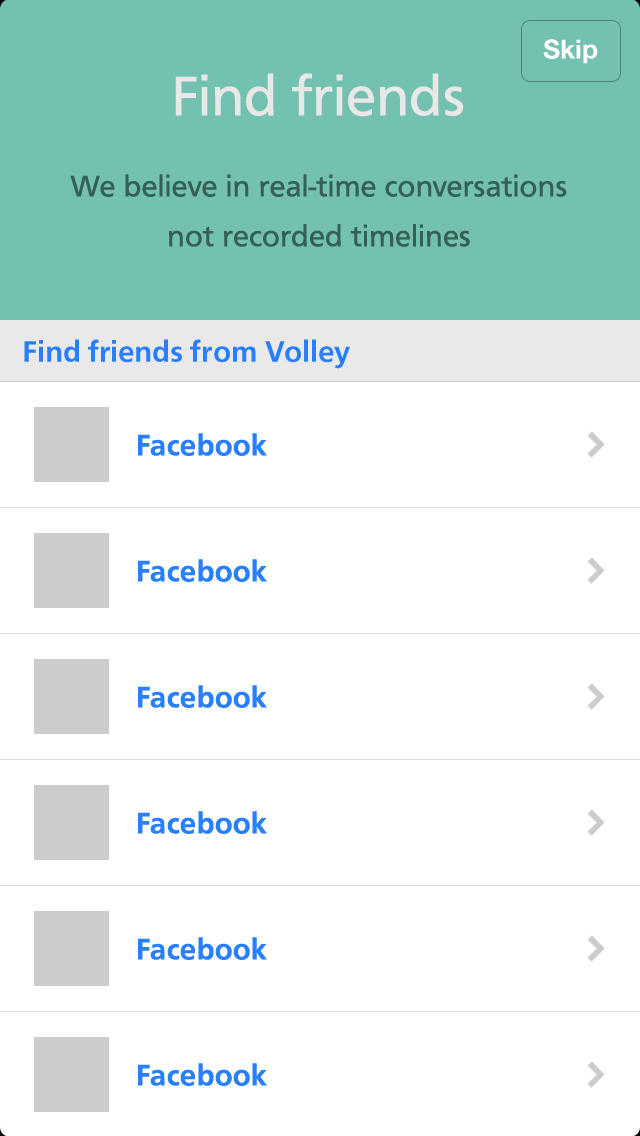 Skip
Find friends
We believe in real-time conversations
not recorded timelines
Find friends from Volley
Facebook
Facebook
Facebook
Facebook
Facebook
Facebook